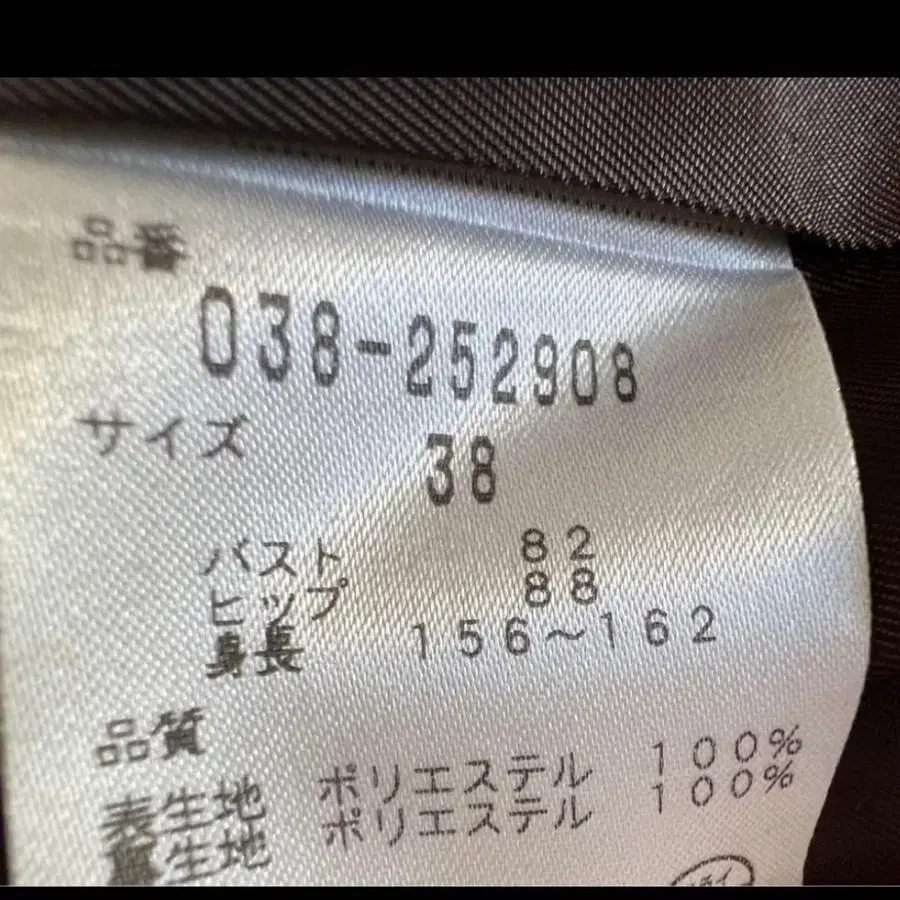 品番
038-252908
サイズ
38
バスト 82
ヒップ 88
身長 156〜162
品質
表生地 ポリエステル 100%
裏生地 ポリエステル 100%